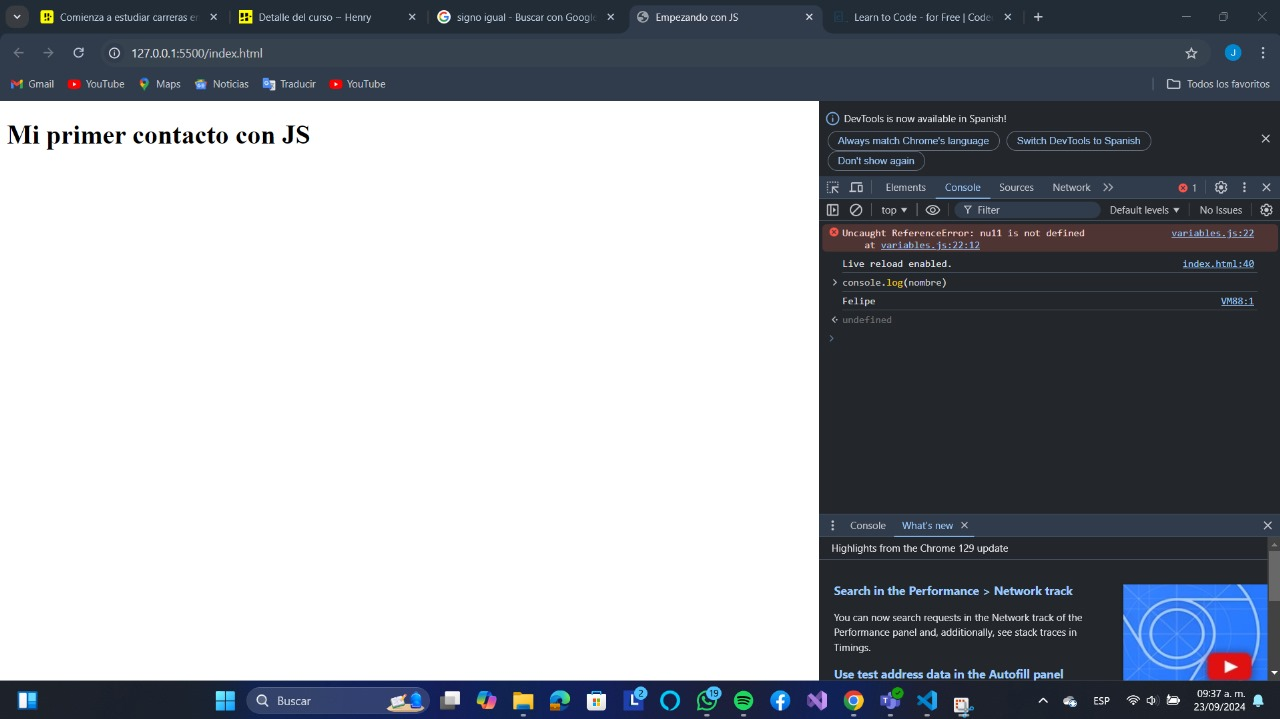 Comienza a estudiar carreras en
Detalle del curso – Henry
signo igual - Buscar con Google
Empezando con JS
Learn to Code - for Free | Code
127.0.0.1:5500/index.html
J
Gmail
YouTube
Maps
Noticias
Traducir
YouTube
Todos los favoritos
Mi primer contacto con JS
DevTools is now available in Spanish!
Always match Chrome's language
Switch DevTools to Spanish
Don't show again
Elements
Console
Sources
Network
1
top
Filter
Default levels
No Issues
Uncaught ReferenceError: nu11 is not defined
variables.js:22
at variables.js:22:12
Live reload enabled.
index.html:40
console.log(nombre)
Felipe
VM88:1
undefined
Console
What's new
Highlights from the Chrome 129 update
Search in the Performance > Network track
You can now search requests in the Network track of the
Performance panel and, additionally, see stack traces in
Timings.
Use test address data in the Autofill panel
Buscar
2
19
ESP
09:37 a. m.
23/09/2024